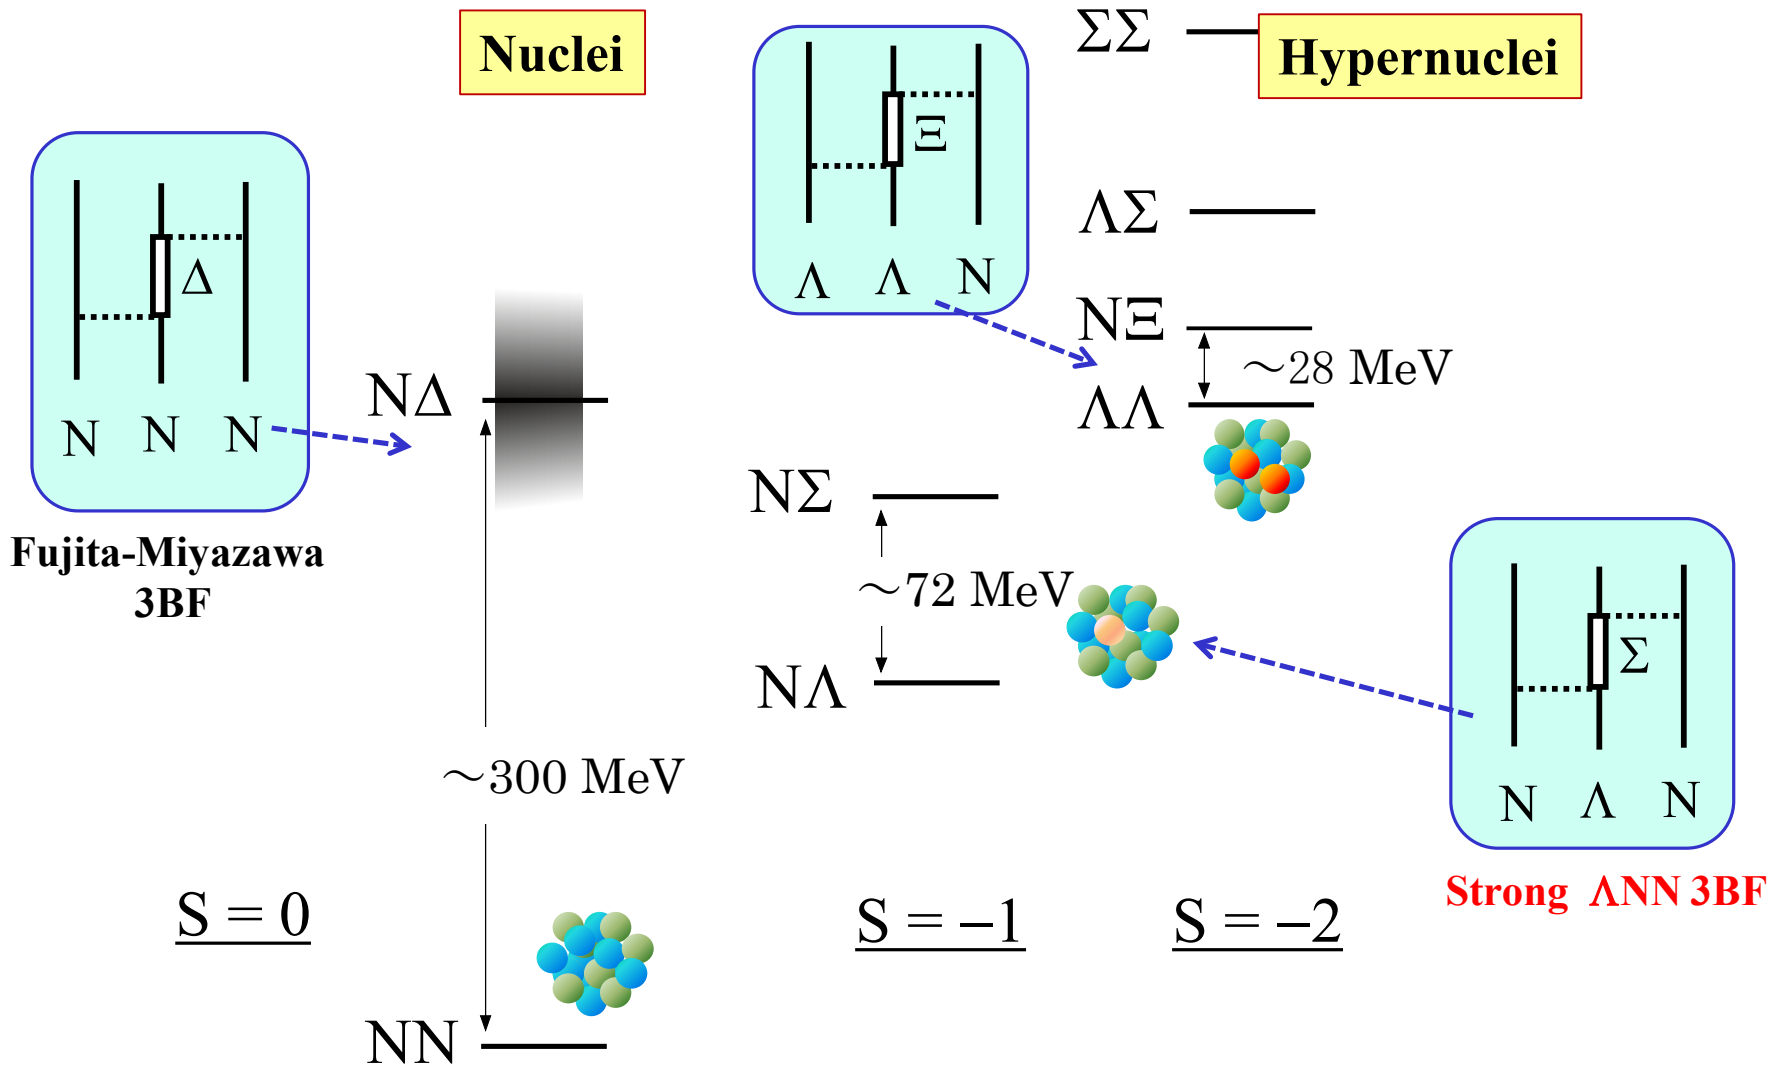 Nuclei
Hypernuclei
ΣΣ
Ξ
Λ Λ N
ΛΣ
Δ
N N N
Fujita-Miyazawa
3BF
NΔ
NΞ
~28 MeV
ΛΛ
NΣ
~72 MeV
NΛ
Σ
N Λ N
Strong ΛNN 3BF
~300 MeV
S = 0
S = –1
S = –2
NN